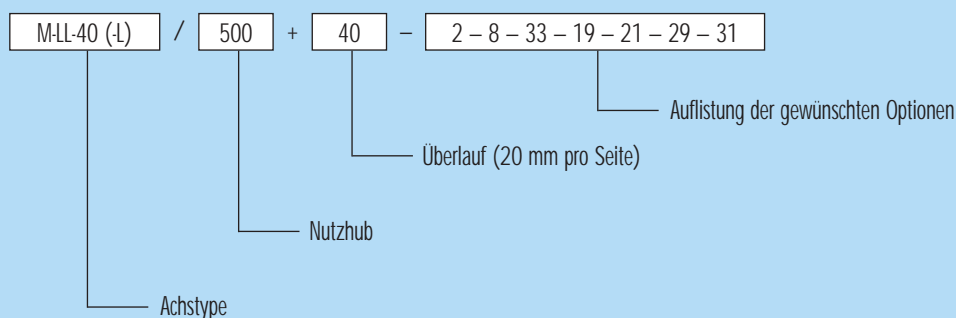 M-LL-40 (-L) / 500 + 40 – 2 – 8 – 33 – 19 – 21 – 29 – 31
Auflistung der gewünschten Optionen
Überlauf (20 mm pro Seite)
Nutzhub
Achstype